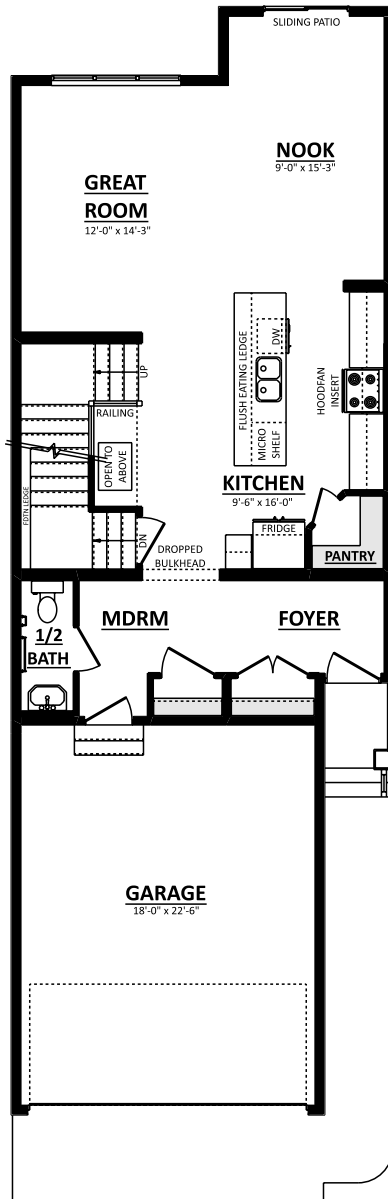 SLIDING PATIO
NOOK
9'-0" x 15'-3"
GREAT
ROOM
12'-0" x 14'-3"
UP
RAILING
OPEN TO
ABOVE
FDTN LEDGE
DN
FLUSH EATING LEDGE
DW
MICRO
SHELF
HOODFAN
INSERT
KITCHEN
9'-6" x 16'-0"
FRIDGE
PANTRY
DROPPED
BULKHEAD
MDRM
FOYER
1/2
BATH
GARAGE
18'-0" x 22'-6"